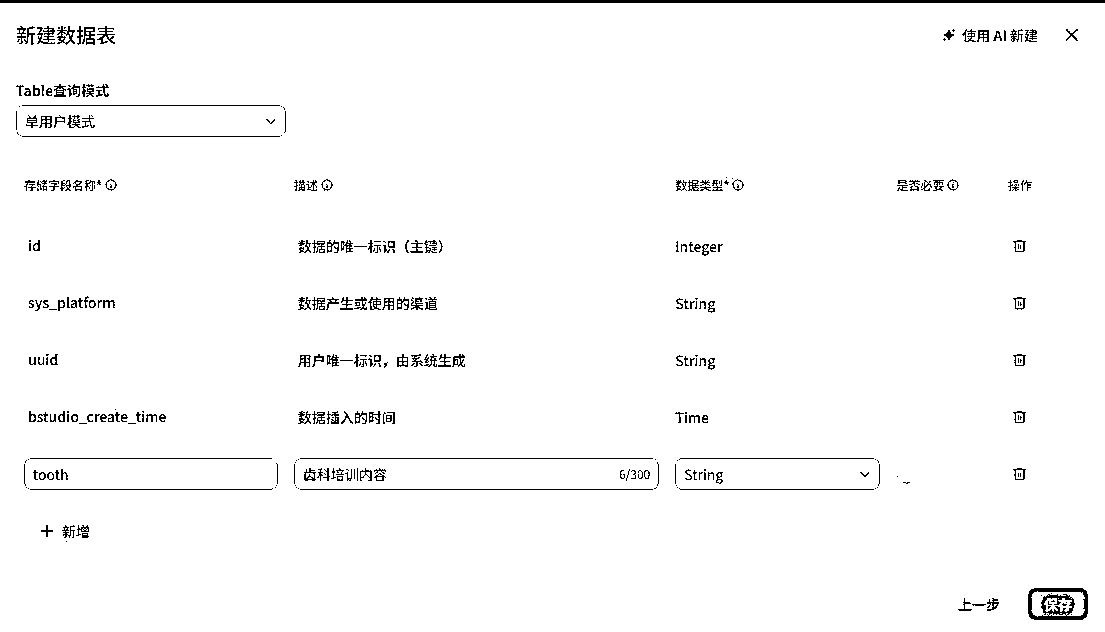 新建数据表
使用 AI 新建
Table查询模式
单用户模式
存储字段名称*
描述
数据类型*
是否必要
操作
id
数据的唯一标识（主键）
Integer
sys_platform
数据产生或使用的渠道
String
uuid
用户唯一标识，由系统生成
String
bstudio_create_time
数据插入的时间
Time
tooth
齿科培训内容
6/300
String
+ 新增
上一步
保存